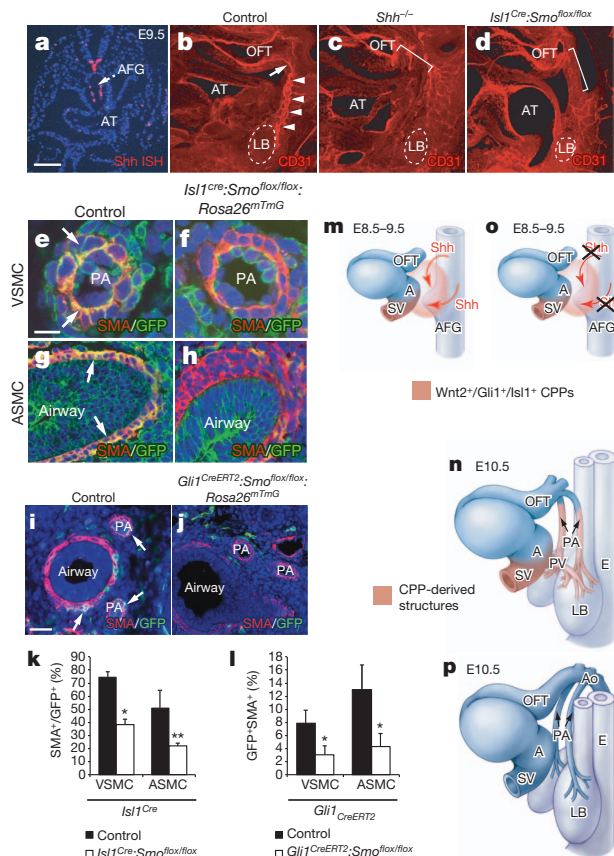 Control
Shh–/–
Isl1Cre:Smoflox/flox
a
E9.5
AFG
AT
Shh ISH
b
OFT
AT
LB
CD31
c
OFT
AT
LB
CD31
d
OFT
AT
LB
CD31
Control
Isl1cre:Smoflox/flox:
Rosa26mTmG
VSMC
e
PA
SMA/GFP
f
PA
SMA/GFP
ASMC
g
Airway
SMA/GFP
h
Airway
SMA/GFP
Control
Gli1CreERT2:Smoflox/flox:
Rosa26mTmG
i
PA
Airway
PA
SMA/GFP
j
PA
PA
Airway
SMA/GFP
k
SMA+/GFP+ (%)
90
80
70
60
50
40
30
20
10
0
*
**
VSMC
ASMC
Isl1Cre
Control
Isl1Cre:Smoflox/flox
l
GFP+SMA+ (%)
18
16
14
12
10
8
6
4
2
0
*
*
VSMC
ASMC
Gli1CreERT2
Control
Gli1CreERT2:Smoflox/flox
m
E8.5–9.5
OFT
Shh
A
Shh
SV
AFG
o
E8.5–9.5
OFT
Shh
A
SV
AFG
Wnt2+/Gli1+/Isl1+ CPPs
n
E10.5
OFT
PA
A
PV
E
SV
LB
CPP-derived
structures
p
E10.5
Ao
OFT
PA
E
A
SV
LB